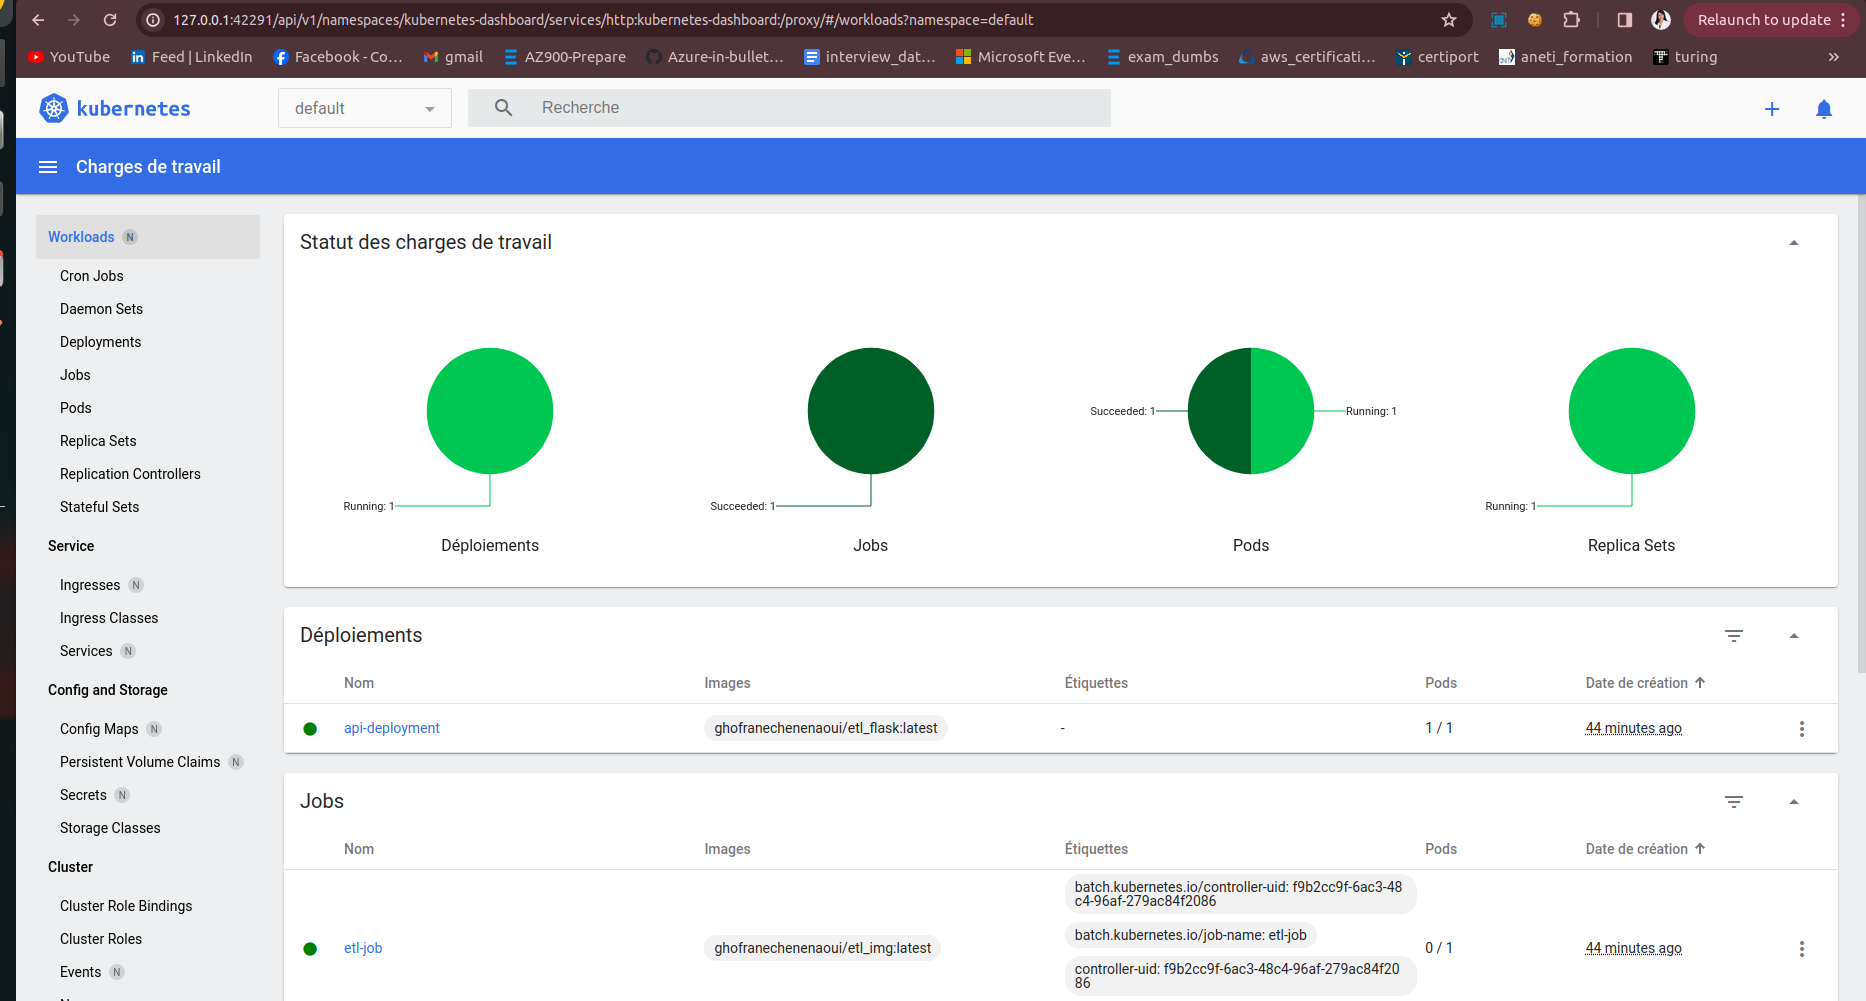 127.0.0.1:42291/api/v1/namespaces/kubernetes-dashboard/services/http:kubernetes-dashboard:/proxy/#/workloads?namespace=default
Relaunch to update
YouTube
Feed | LinkedIn
Facebook - Co...
gmail
AZ900-Prepare
Azure-in-bullet...
interview_dat...
Microsoft Eve...
exam_dumbs
aws_certificati...
certiport
aneti_formation
turing
»
kubernetes
default
Recherche
Charges de travail
Workloads N
Cron Jobs
Daemon Sets
Deployments
Jobs
Pods
Replica Sets
Replication Controllers
Stateful Sets
Service
Ingresses N
Ingress Classes
Services N
Config and Storage
Config Maps N
Persistent Volume Claims N
Secrets N
Storage Classes
Cluster
Cluster Role Bindings
Cluster Roles
Events N
Statut des charges de travail
Running: 1
Déploiements
Succeeded: 1
Jobs
Succeeded: 1
Running: 1
Pods
Running: 1
Replica Sets
Déploiements
Nom Images Étiquettes Pods Date de création
api-deployment ghofranechenenaoui/etl_flask:latest - 1 / 1 44 minutes ago
Jobs
Nom Images Étiquettes Pods Date de création
batch.kubernetes.io/controller-uid: f9b2cc9f-6ac3-48
c4-96af-279ac84f2086
batch.kubernetes.io/job-name: etl-job
etl-job ghofranechenenaoui/etl_img:latest 0 / 1 44 minutes ago
controller-uid: f9b2cc9f-6ac3-48c4-96af-279ac84f20
86